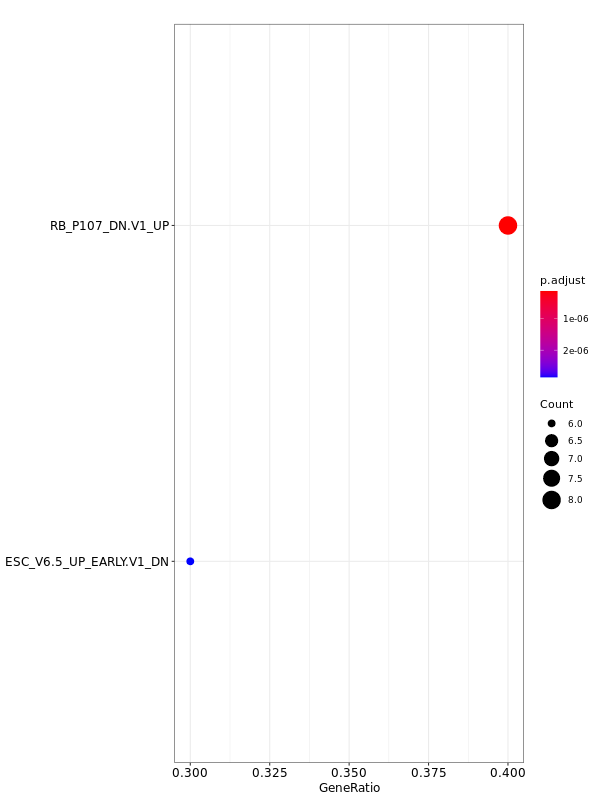 RB_P107_DN.V1_UP
ESC_V6.5_UP_EARLY.V1_DN
0.300 0.325 0.350 0.375 0.400
GeneRatio
p.adjust
1e-06
2e-06
Count
6.0
6.5
7.0
7.5
8.0